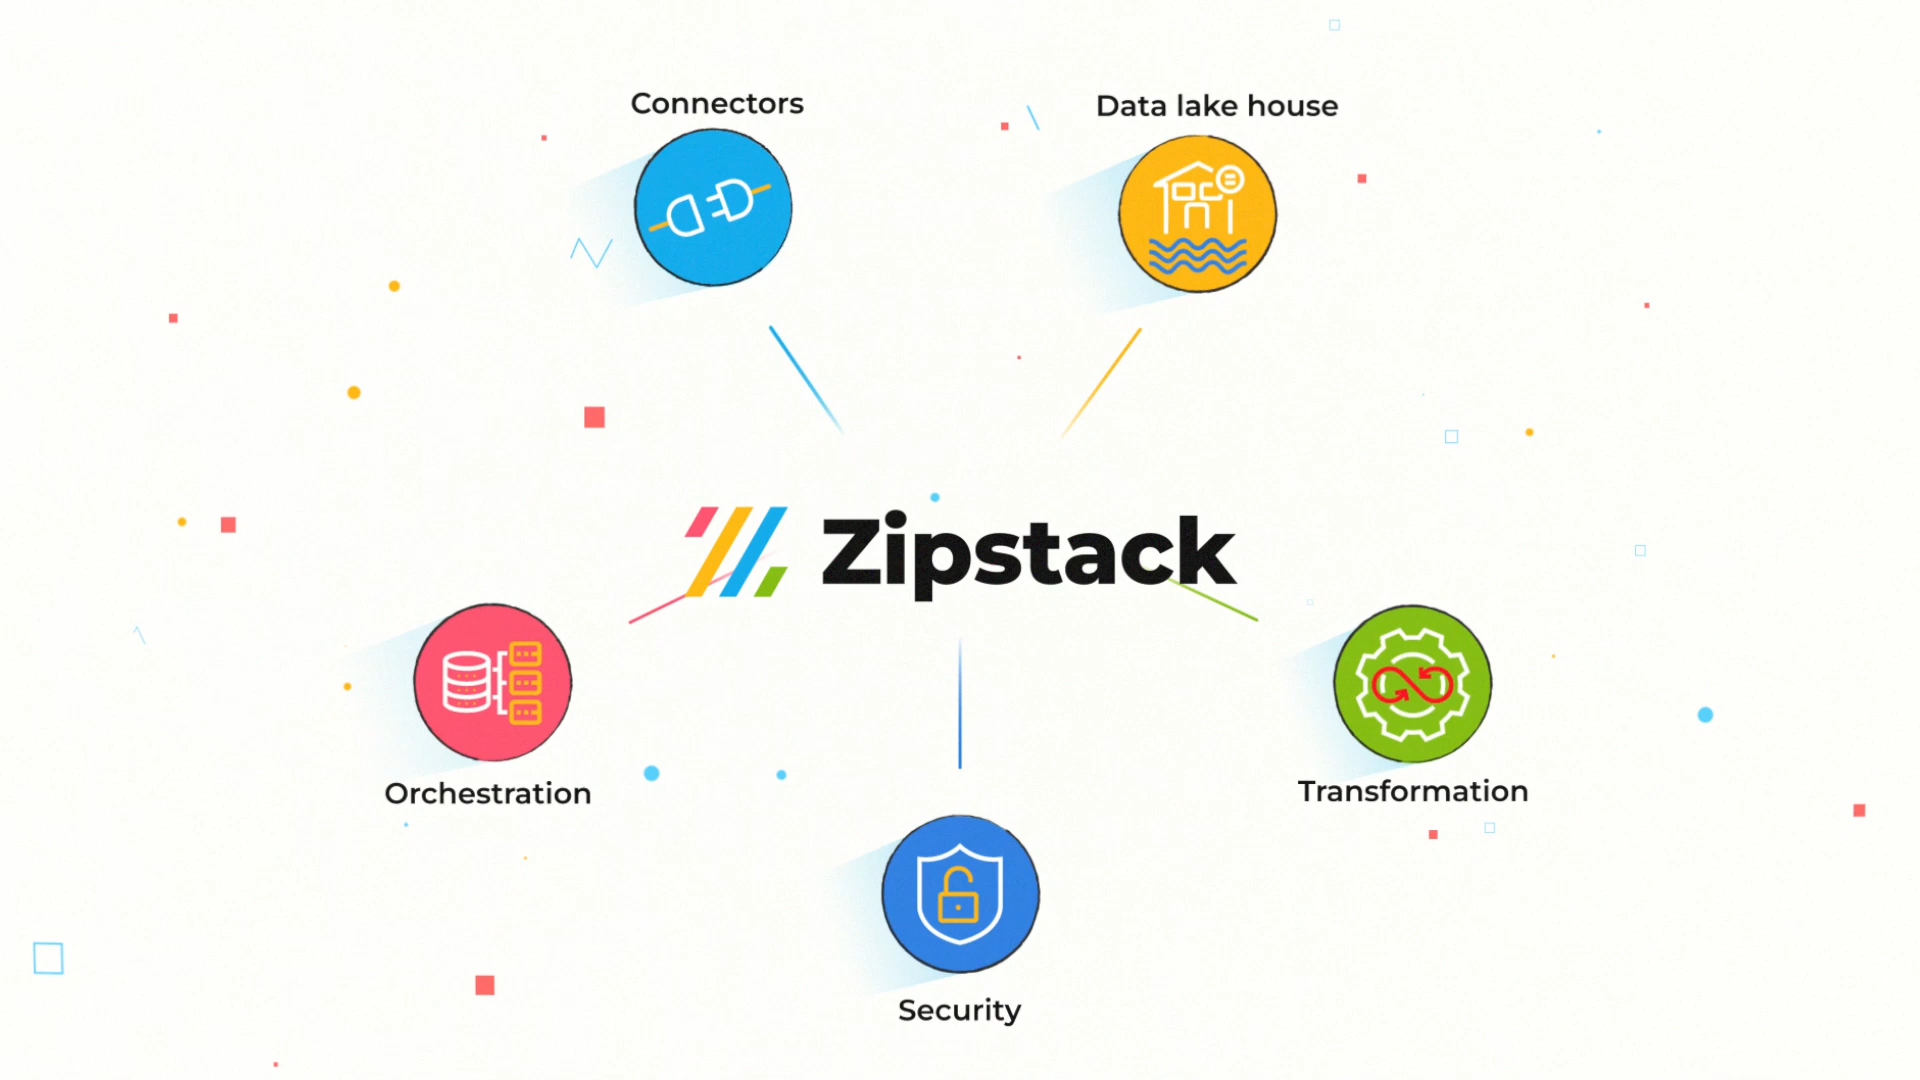 Connectors
Data lake house
Zipstack
Orchestration
Transformation
Security